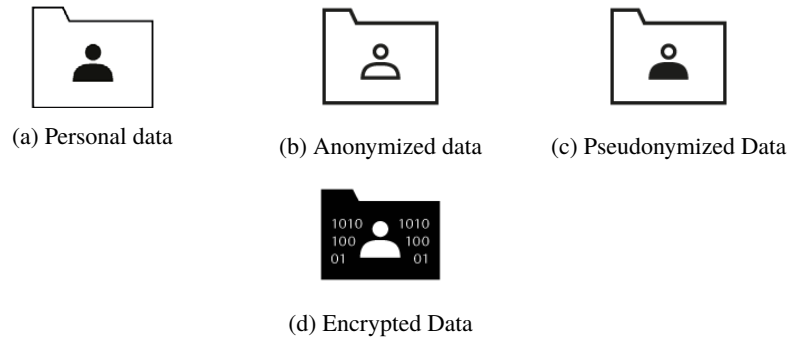 (a) Personal data
(b) Anonymized data
(c) Pseudonymized Data
1010 1010
100 100
01 01
(d) Encrypted Data